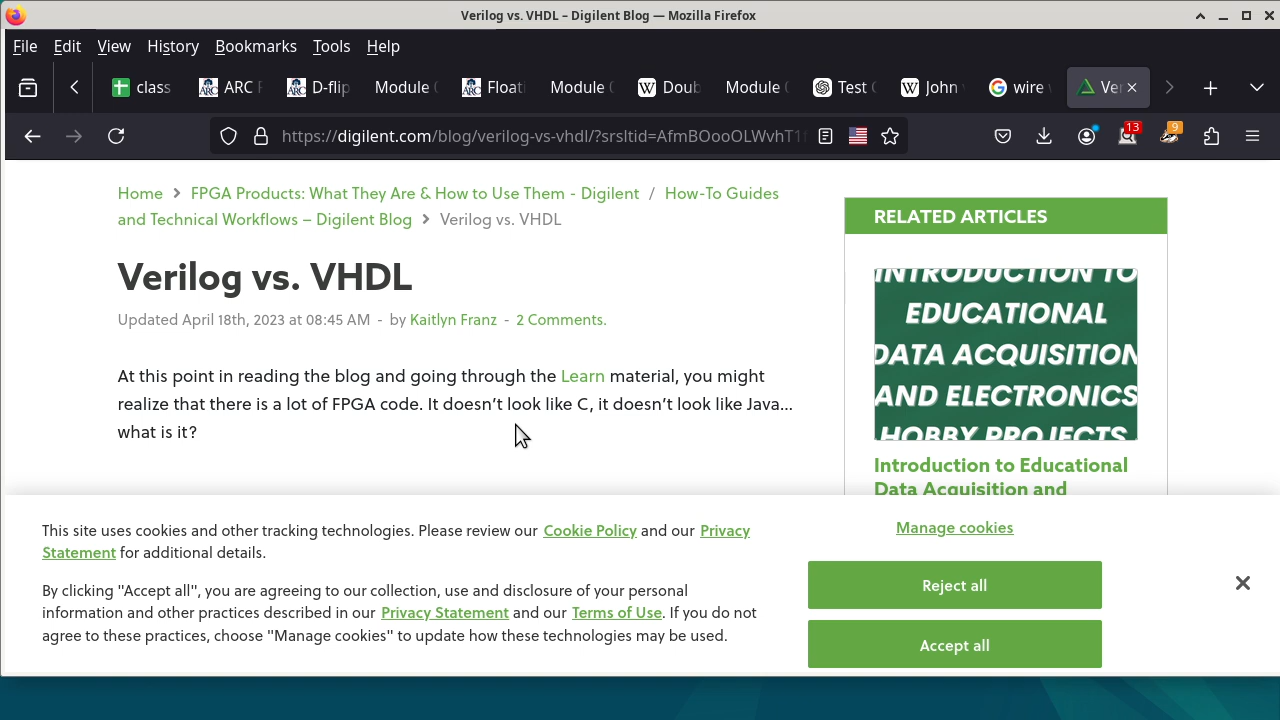 Verilog vs. VHDL – Digilent Blog — Mozilla Firefox
File Edit View History Bookmarks Tools Help
class ARC D-flip Module Floati Module Doub Module Test John wire Ver
https://digilent.com/blog/verilog-vs-vhdl/?srsltid=AfmBOooOLWvhT1 13 9
Home > FPGA Products: What They Are & How to Use Them - Digilent / How-To Guides
and Technical Workflows – Digilent Blog > Verilog vs. VHDL
Verilog vs. VHDL
Updated April 18th, 2023 at 08:45 AM - by Kaitlyn Franz - 2 Comments.
At this point in reading the blog and going through the Learn material, you might
realize that there is a lot of FPGA code. It doesn’t look like C, it doesn’t look like Java...
what is it?
RELATED ARTICLES
INTRODUCTION TO
EDUCATIONAL
DATA ACQUISITION
AND ELECTRONICS
HOBBY PROJECTS
Introduction to Educational
Data Acquisition and
This site uses cookies and other tracking technologies. Please review our Cookie Policy and our Privacy
Statement for additional details.
By clicking "Accept all", you are agreeing to our collection, use and disclosure of your personal
information and other practices described in our Privacy Statement and our Terms of Use. If you do not
agree to these practices, choose "Manage cookies" to update how these technologies may be used.
Manage cookies
Reject all
Accept all